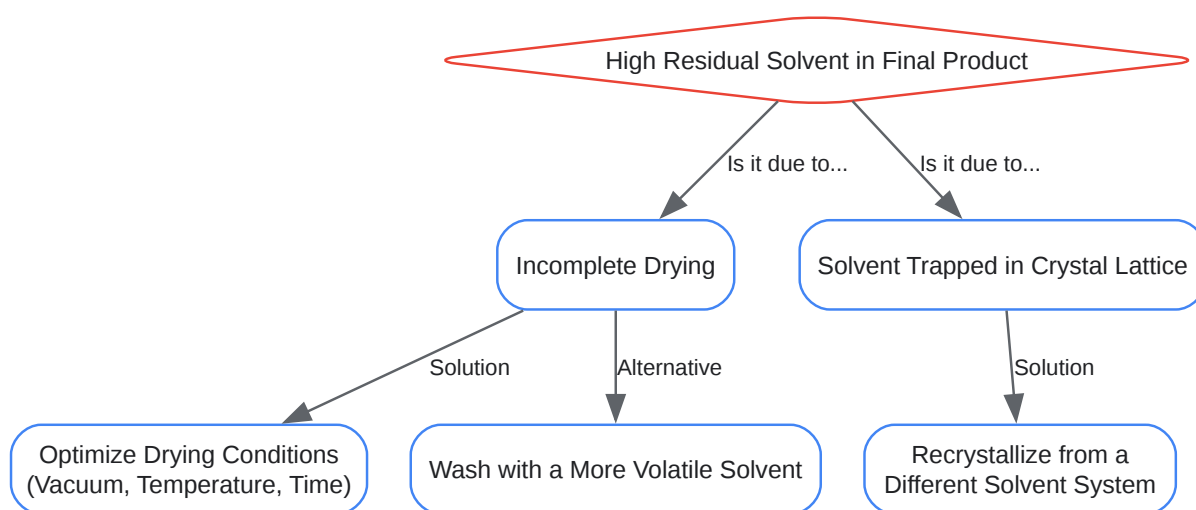 High Residual Solvent in Final Product
Is it due to...
Is it due to...
Incomplete Drying
Solvent Trapped in Crystal Lattice
Solution
Alternative
Solution
Optimize Drying Conditions
(Vacuum, Temperature, Time)
Wash with a More Volatile Solvent
Recrystallize from a
Different Solvent System